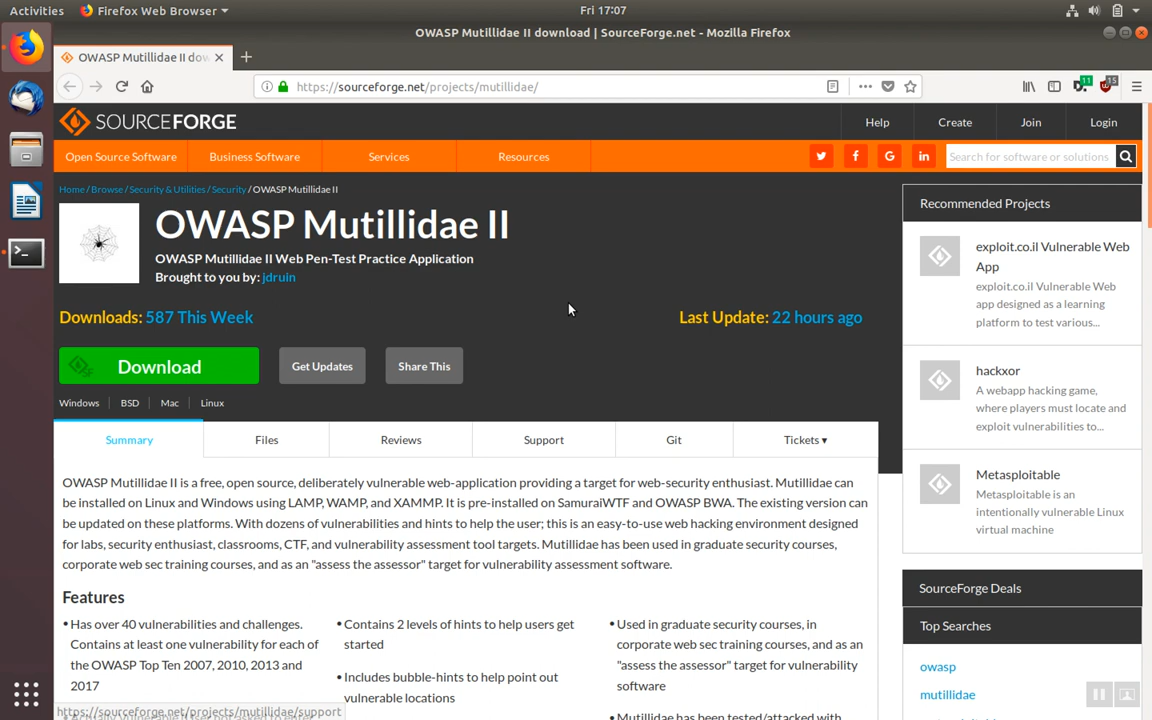 Activities Firefox Web Browser Fri 17:07
OWASP Mutillidae II download | SourceForge.net - Mozilla Firefox
OWASP Mutillidae II dow
https://sourceforge.net/projects/mutillidae/
11 15
SOURCEFORGE
Help Create Join Login
Open Source Software Business Software Services Resources
Search for software or solutions
Home / Browse / Security & Utilities / Security / OWASP Mutillidae II
OWASP Mutillidae II
OWASP Mutillidae II Web Pen-Test Practice Application
Brought to you by: jdruin
Downloads: 587 This Week
Last Update: 22 hours ago
Download Get Updates Share This
Windows BSD Mac Linux
Summary Files Reviews Support Git Tickets ▾
OWASP Mutillidae II is a free, open source, deliberately vulnerable web-application providing a target for web-security enthusiast. Mutillidae can
be installed on Linux and Windows using LAMP, WAMP, and XAMMP. It is pre-installed on SamuraiWTF and OWASP BWA. The existing version can
be updated on these platforms. With dozens of vulnerabilities and hints to help the user; this is an easy-to-use web hacking environment designed
for labs, security enthusiast, classrooms, CTF, and vulnerability assessment tool targets. Mutillidae has been used in graduate security courses,
corporate web sec training courses, and as an "assess the assessor" target for vulnerability assessment software.
Features
• Has over 40 vulnerabilities and challenges.
Contains at least one vulnerability for each of
the OWASP Top Ten 2007, 2010, 2013 and
2017
• Contains 2 levels of hints to help users get
started
• Includes bubble-hints to help point out
vulnerable locations
• Used in graduate security courses, in
corporate web sec training courses, and as an
"assess the assessor" target for vulnerability
software
• Mutillidae has been tested/attacked with
Recommended Projects
exploit.co.il Vulnerable Web
App
exploit.co.il Vulnerable Web
app designed as a learning
platform to test various...
hackxor
A webapp hacking game,
where players must locate and
exploit vulnerabilities to...
Metasploitable
Metasploitable is an
intentionally vulnerable Linux
virtual machine
SourceForge Deals
Top Searches
owasp
mutillidae
https://sourceforge.net/projects/mutillidae/support